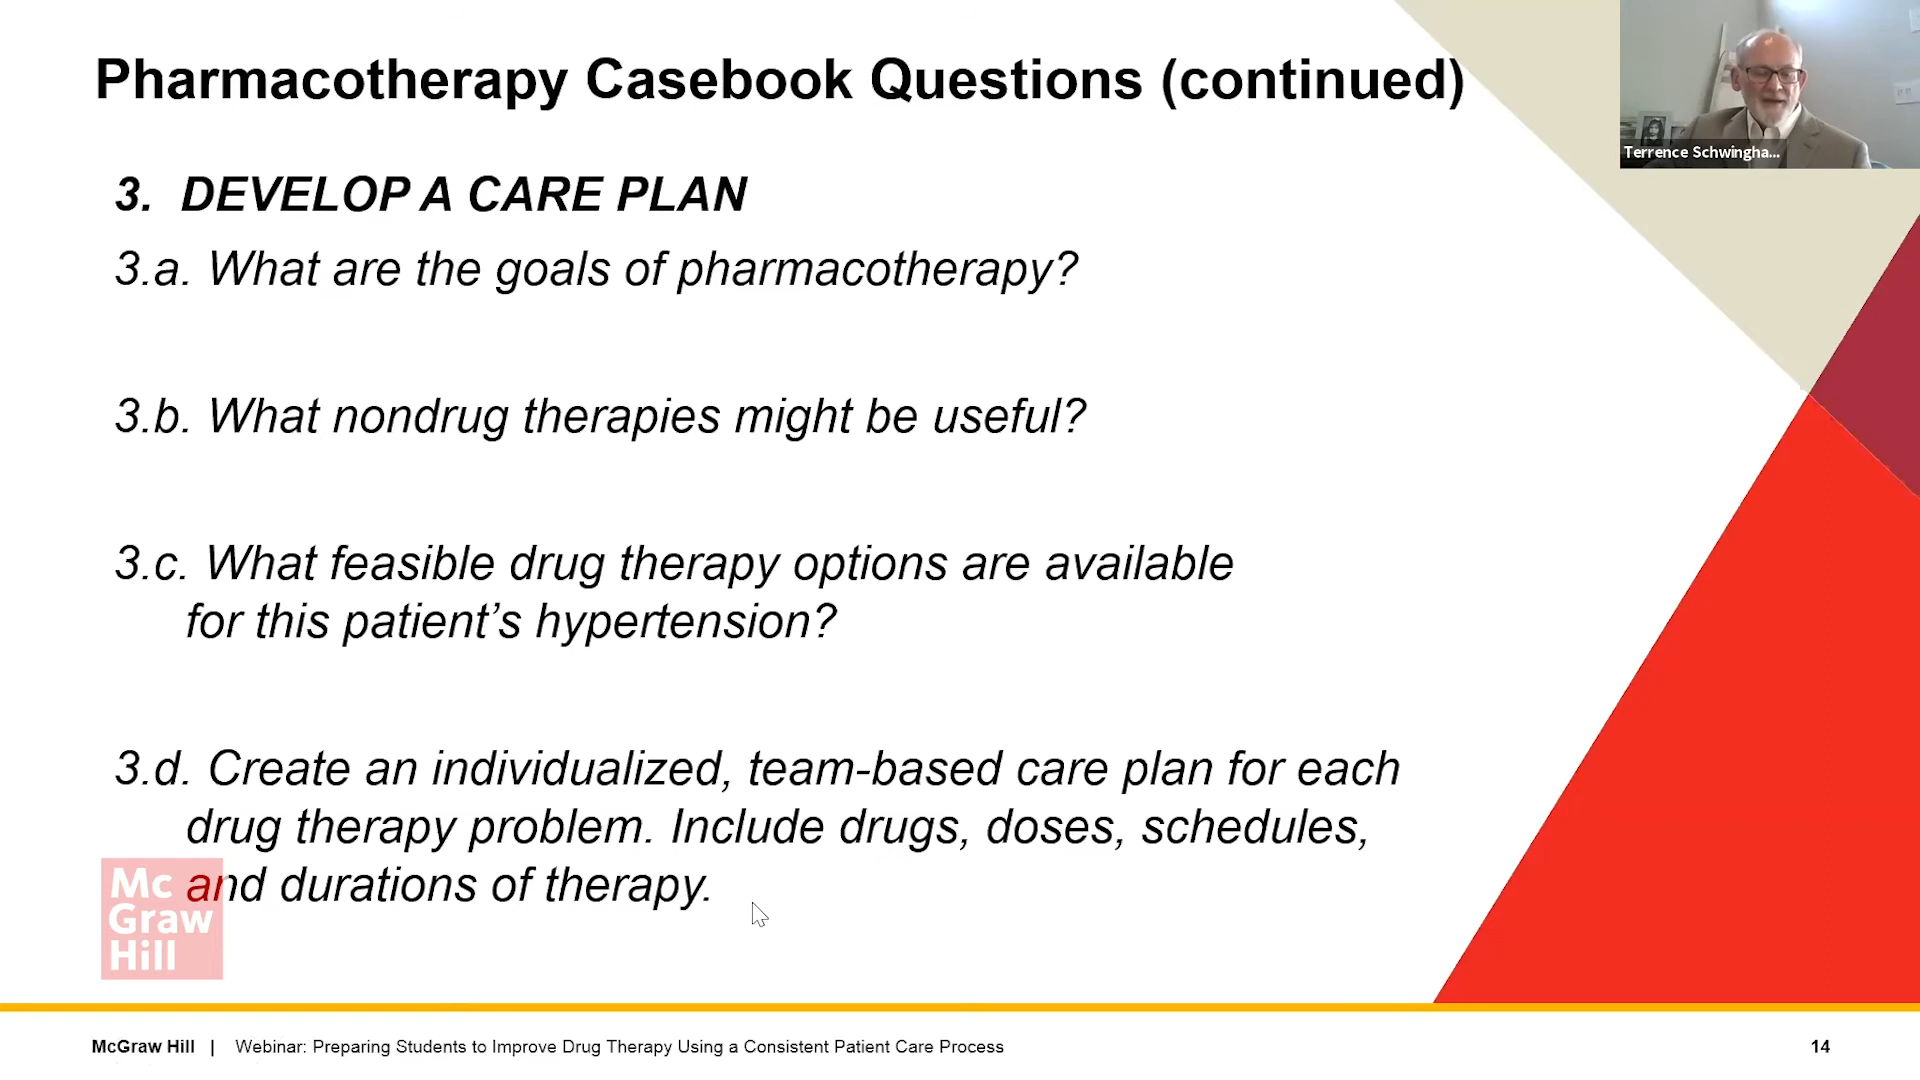 Pharmacotherapy Casebook Questions (continued)
Terrence Schwingha...
3. DEVELOP A CARE PLAN
3.a. What are the goals of pharmacotherapy?
3.b. What nondrug therapies might be useful?
3.c. What feasible drug therapy options are available
for this patient’s hypertension?
3.d. Create an individualized, team-based care plan for each
drug therapy problem. Include drugs, doses, schedules,
and durations of therapy.
Mc
Graw
Hill
McGraw Hill | Webinar: Preparing Students to Improve Drug Therapy Using a Consistent Patient Care Process 14